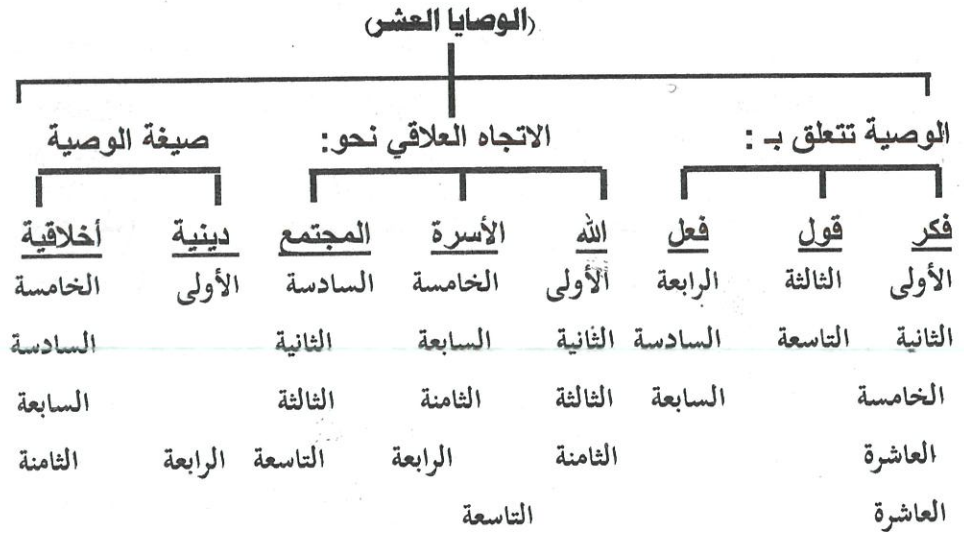 (الوصايا العشر)
الوصية تتعلق بـ : الاتجاه العلاقي نحو: صيغة الوصية
فكر قول فعل الله الأسرة المجتمع دينية أخلاقية
الأولى الثالثة الرابعة الأولى الخامسة السادسة الأولى الخامسة
الثانية التاسعة السادسة الثانية السابعة الثانية السادسة
الخامسة السابعة الثالثة الثامنة الثالثة السابعة
العاشرة الثامنة الرابعة التاسعة الرابعة الثامنة
العاشرة التاسعة